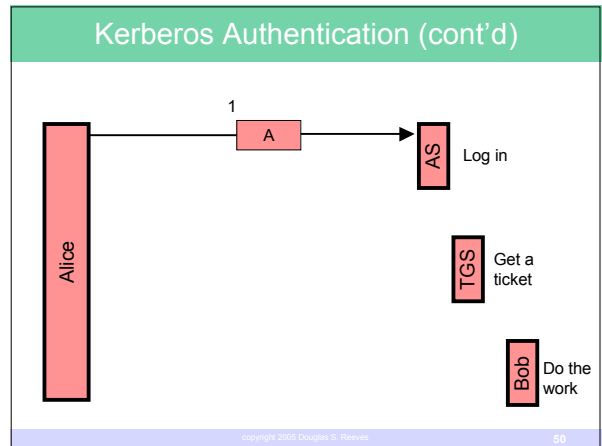 Kerberos Authentication (cont'd)
1
A
AS
Log in
Alice
TGS
Get a
ticket
Bob
Do the
work
copyright 2005 Douglas S. Reeves
50